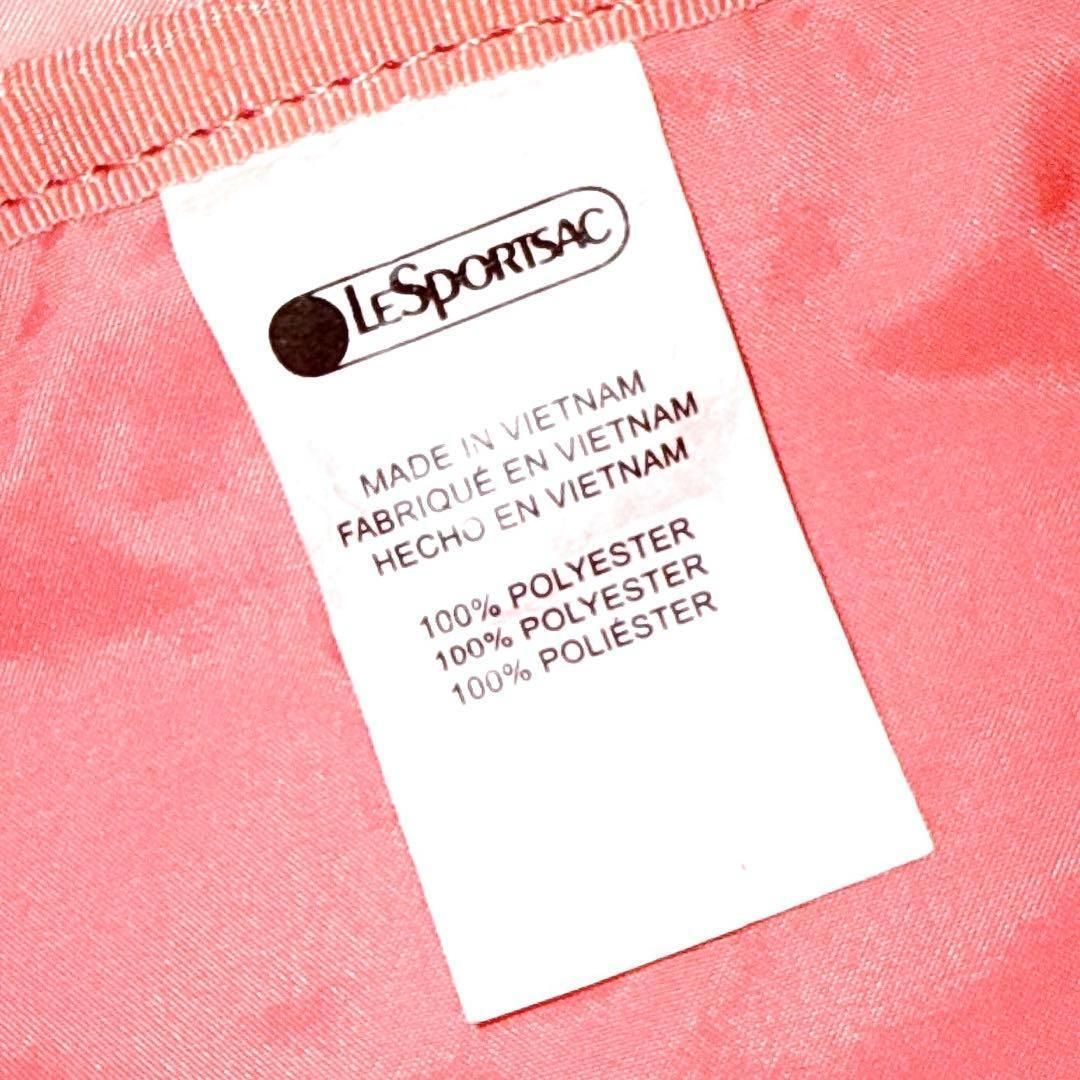 LESPORTSAC
MADE IN VIETNAM
FABRIQUÉ EN VIETNAM
HECHO EN VIETNAM
100% POLYESTER
100% POLYESTER
100% POLIÉSTER